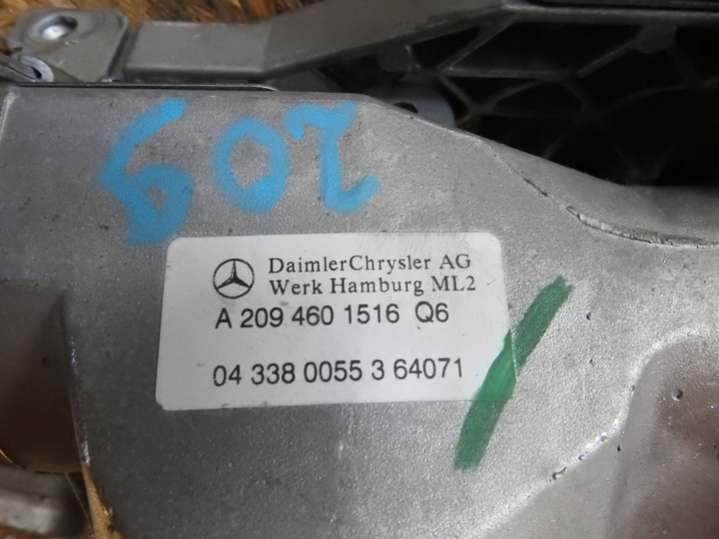 209
DaimlerChrysler AG
Werk Hamburg ML2
A 209 460 1516 Q6
04 338 0055 3 64071